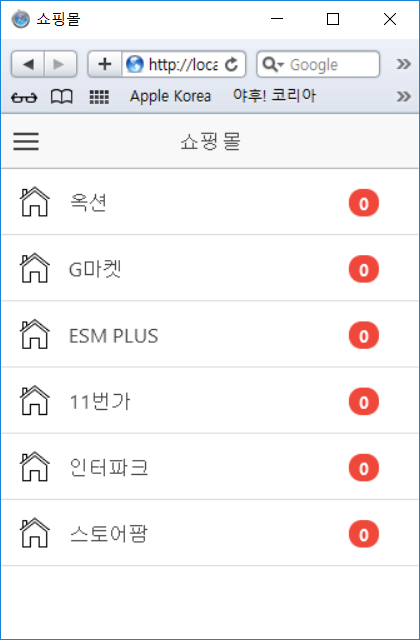 쇼핑몰
http://loca
Google
Apple Korea 야후! 코리아
쇼핑몰
옥션 0
G마켓 0
ESM PLUS 0
11번가 0
인터파크 0
스토어팜 0